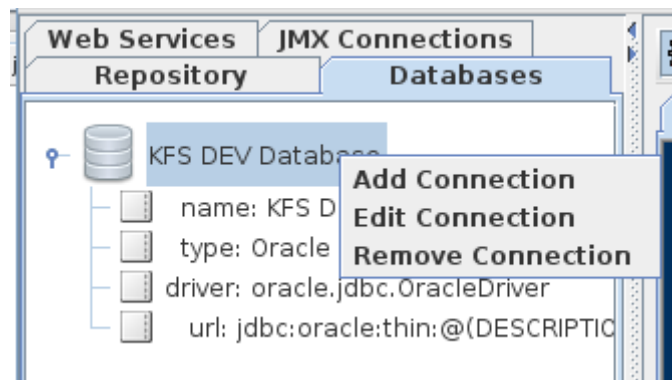 Web Services JMX Connections
Repository Databases
KFS DEV Database
Add Connection
name: KFS D
Edit Connection
type: Oracle
Remove Connection
driver: oracle.jdbc.OracleDriver
url: jdbc:oracle:thin:@(DESCRIPTIO